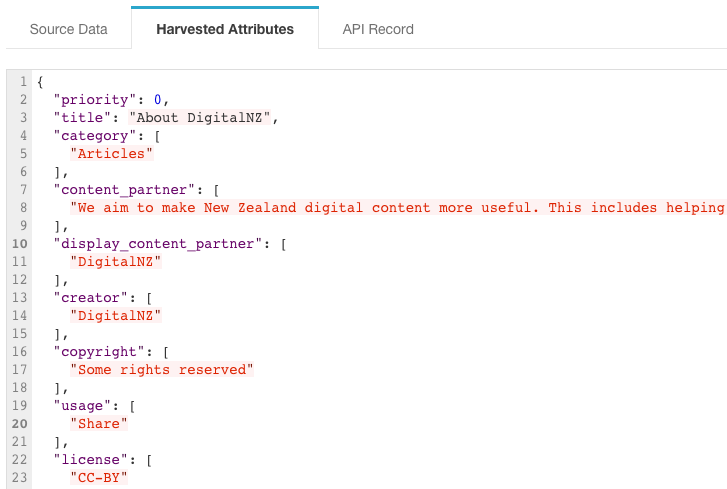 Source Data Harvested Attributes API Record
1 {
2 "priority": 0,
3 "title": "About DigitalNZ",
4 "category": [
5 "Articles"
6 ],
7 "content_partner": [
8 "We aim to make New Zealand digital content more useful. This includes helping
9 ],
10 "display_content_partner": [
11 "DigitalNZ"
12 ],
13 "creator": [
14 "DigitalNZ"
15 ],
16 "copyright": [
17 "Some rights reserved"
18 ],
19 "usage": [
20 "Share"
21 ],
22 "license": [
23 "CC-BY"